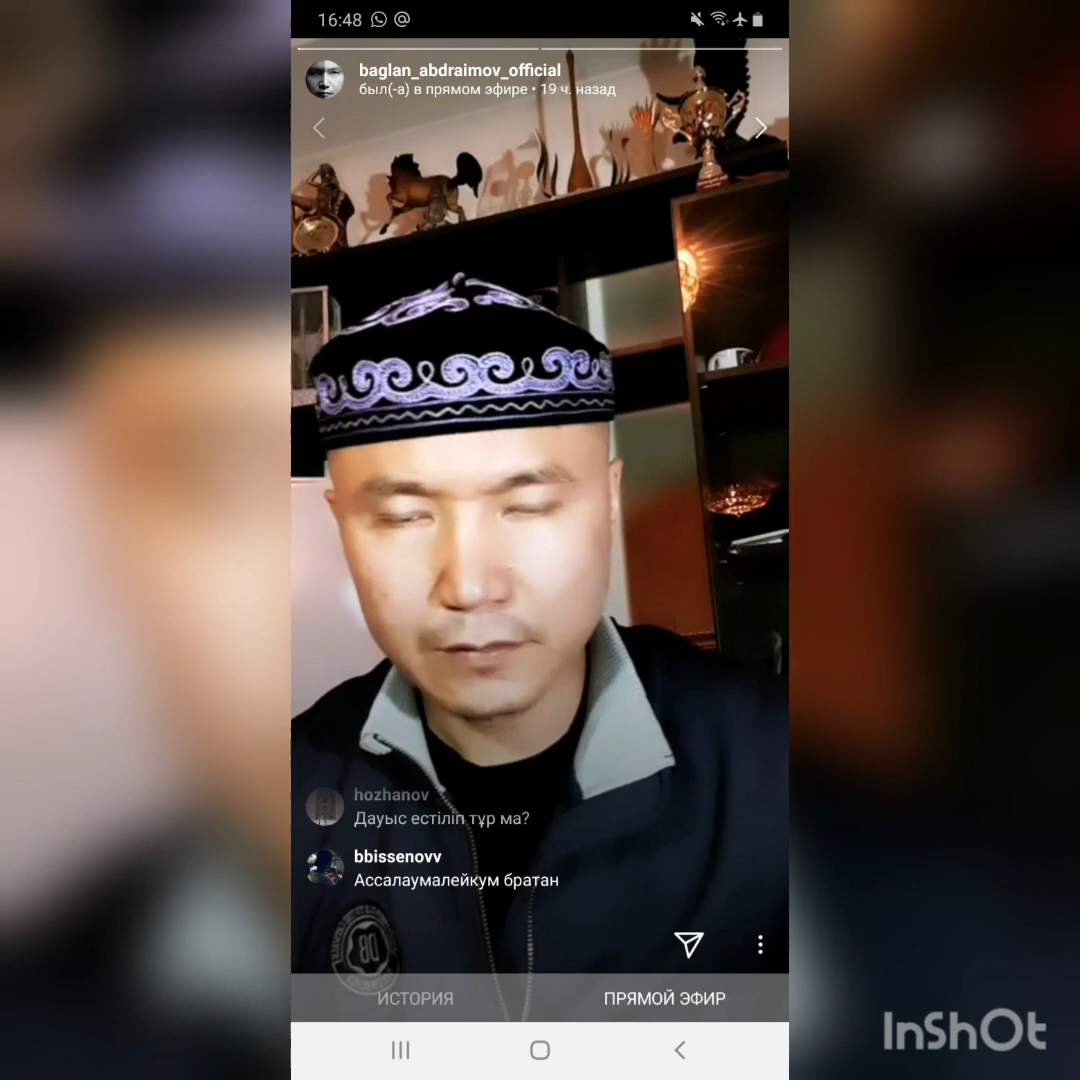 16:48
baglan_abdraimov_official
был(-а) в прямом эфире • 19 ч. назад
hozhanov
Дауыс естіліп тұр ма?
bbissenovv
Ассалаумалейкум братан
ИСТОРИЯ
ПРЯМОЙ ЭФИР
InShOt